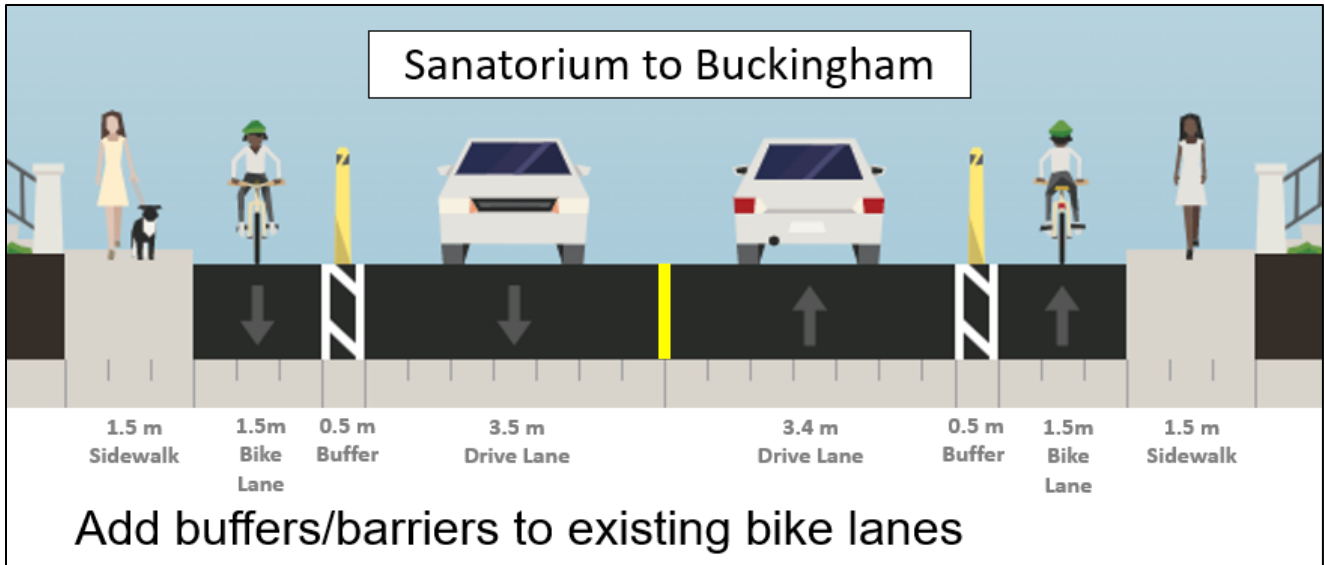 Sanatorium to Buckingham
1.5 m
Sidewalk
1.5m
Bike
Lane
0.5 m
Buffer
3.5 m
Drive Lane
3.4 m
Drive Lane
0.5 m
Buffer
1.5m
Bike
Lane
1.5 m
Sidewalk
Add buffers/barriers to existing bike lanes